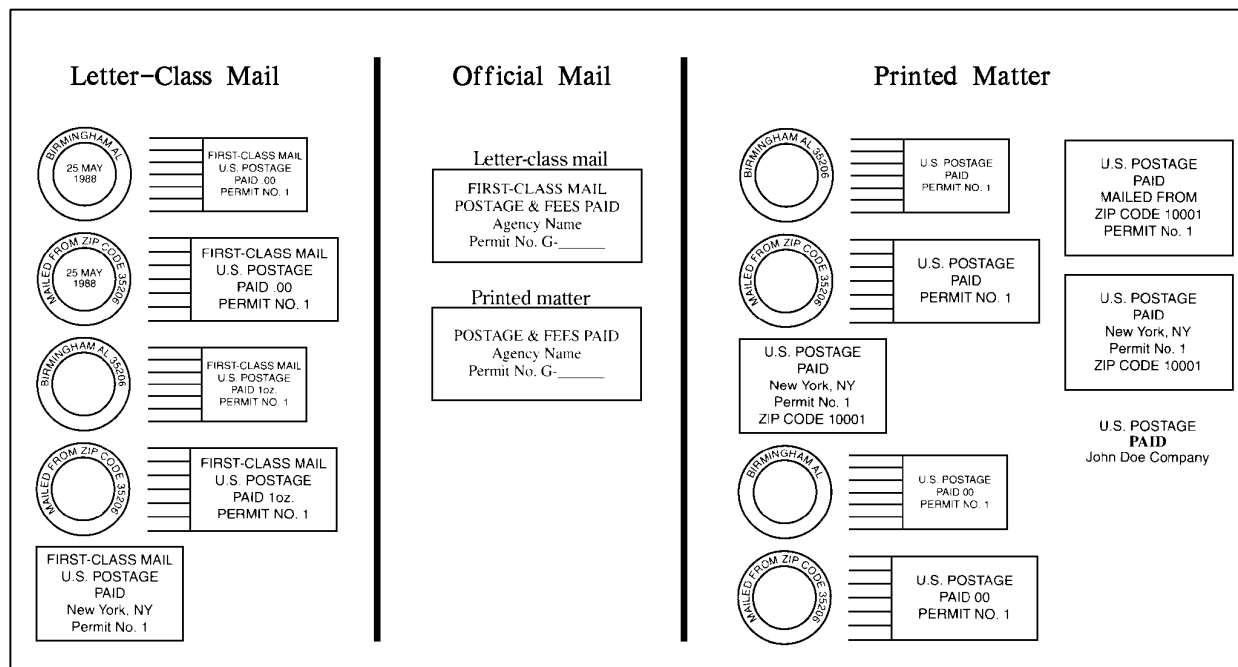 Letter-Class Mail
BIRMINGHAM AL
25 MAY
1988
FIRST-CLASS MAIL
U.S. POSTAGE
PAID .00
PERMIT NO. 1
MAILED FROM ZIP CODE 35206
25 MAY
1988
FIRST-CLASS MAIL
U.S. POSTAGE
PAID .00
PERMIT NO. 1
BIRMINGHAM AL 35206
FIRST-CLASS MAIL
U.S. POSTAGE
PAID 1oz.
PERMIT NO. 1
MAILED FROM ZIP CODE 35206
FIRST-CLASS MAIL
U.S. POSTAGE
PAID 1oz.
PERMIT NO. 1
FIRST-CLASS MAIL
U.S. POSTAGE
PAID
New York, NY
Permit No. 1
Official Mail
Letter-class mail
FIRST-CLASS MAIL
POSTAGE & FEES PAID
Agency Name
Permit No. G-______
Printed matter
POSTAGE & FEES PAID
Agency Name
Permit No. G-______
Printed Matter
BIRMINGHAM AL 35206
U.S. POSTAGE
PAID
PERMIT NO. 1
MAILED FROM ZIP CODE 35206
U.S. POSTAGE
PAID
PERMIT NO. 1
U.S. POSTAGE
PAID
New York, NY
Permit No. 1
ZIP CODE 10001
BIRMINGHAM AL
U.S. POSTAGE
PAID 00
PERMIT NO. 1
MAILED FROM ZIP CODE 35206
U.S. POSTAGE
PAID 00
PERMIT NO. 1
U.S. POSTAGE
PAID
MAILED FROM
ZIP CODE 10001
PERMIT No. 1
U.S. POSTAGE
PAID
New York, NY
Permit No. 1
ZIP CODE 10001
U.S. POSTAGE
PAID
John Doe Company